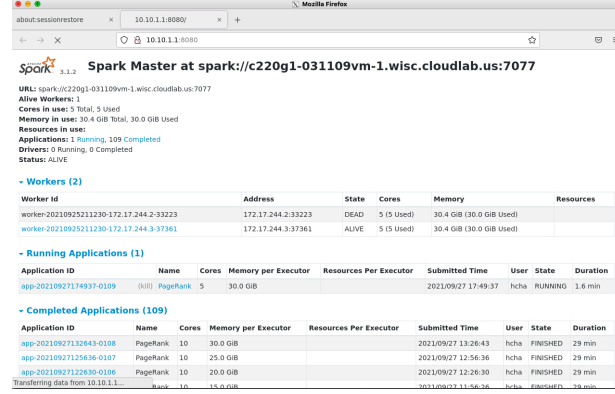 Mozilla Firefox
about:sessionrestore × 10.10.1.1:8080/ × +
10.10.1.1:8080
APACHE Spark 3.1.2 Spark Master at spark://c220g1-031109vm-1.wisc.cloudlab.us:7077
URL: spark://c220g1-031109vm-1.wisc.cloudlab.us:7077
Alive Workers: 1
Cores in use: 5 Total, 5 Used
Memory in use: 30.4 GiB Total, 30.0 GiB Used
Resources in use:
Applications: 1 Running, 109 Completed
Drivers: 0 Running, 0 Completed
Status: ALIVE
Workers (2)
Worker Id Address State Cores Memory Resources
worker-20210925211230-172.17.244.2-33223 172.17.244.2:33223 DEAD 5 (5 Used) 30.4 GiB (30.0 GiB Used)
worker-20210925211230-172.17.244.3-37361 172.17.244.3:37361 ALIVE 5 (5 Used) 30.4 GiB (30.0 GiB Used)
Running Applications (1)
Application ID Name Cores Memory per Executor Resources Per Executor Submitted Time User State Duration
app-20210927174937-0109 (kill) PageRank 5 30.0 GiB 2021/09/27 17:49:37 hcha RUNNING 1.6 min
Completed Applications (109)
Application ID Name Cores Memory per Executor Resources Per Executor Submitted Time User State Duration
app-20210927132643-0108 PageRank 10 30.0 GiB 2021/09/27 13:26:43 hcha FINISHED 29 min
app-20210927125636-0107 PageRank 10 25.0 GiB 2021/09/27 12:56:36 hcha FINISHED 29 min
app-20210927122630-0106 PageRank 10 20.0 GiB 2021/09/27 12:26:30 hcha FINISHED 29 min
Transferring data from 10.10.1.1... Rank 10 15.0 GiB 2021/09/27 11:56:26 hcha FINISHED 29 min